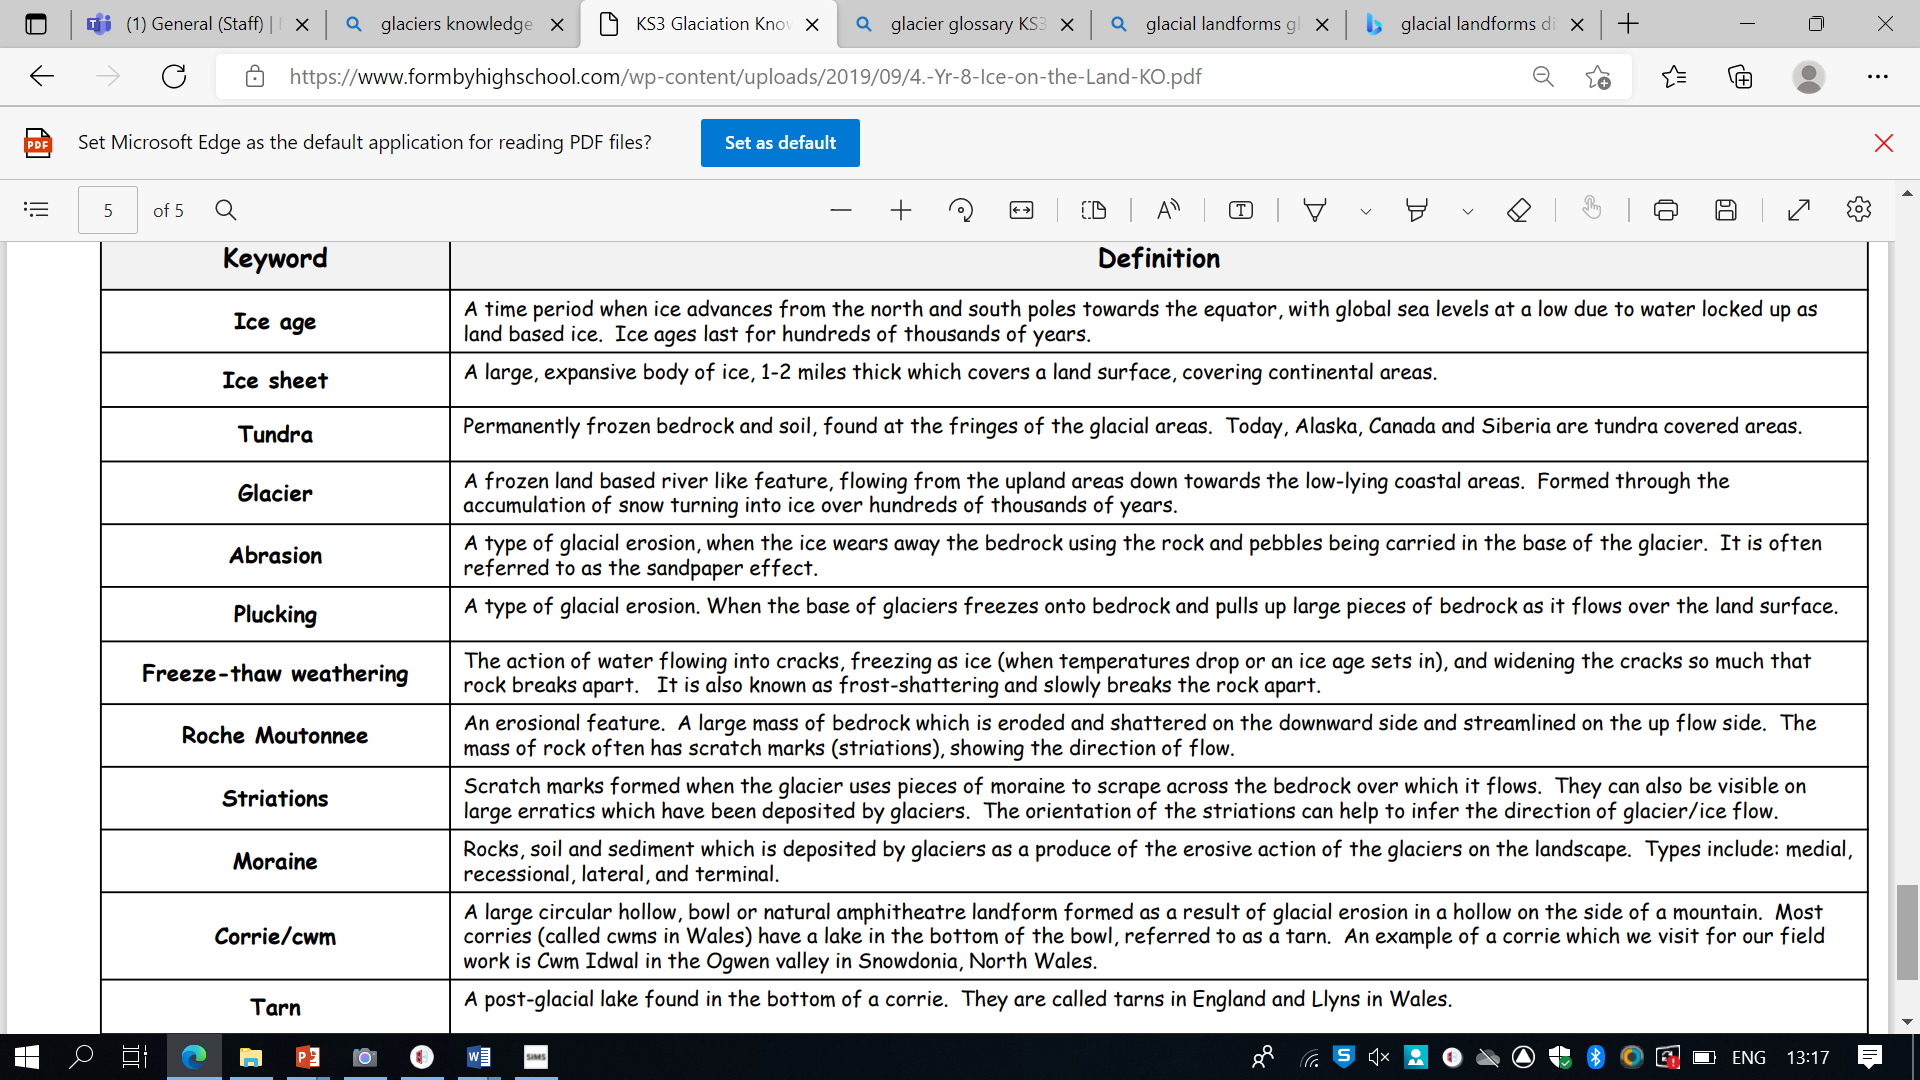 (1) General (Staff) |
glaciers knowledge
KS3 Glaciation Know
glacier glossary KS3
glacial landforms gl
glacial landforms di
https://www.formbyhighschool.com/wp-content/uploads/2019/09/4.-Yr-8-Ice-on-the-Land-KO.pdf
PDF
Set Microsoft Edge as the default application for reading PDF files?
Set as default
5
of 5
Keyword
Definition
Ice age
A time period when ice advances from the north and south poles towards the equator, with global sea levels at a low due to water locked up as
land based ice. Ice ages last for hundreds of thousands of years.
Ice sheet
A large, expansive body of ice, 1-2 miles thick which covers a land surface, covering continental areas.
Tundra
Permanently frozen bedrock and soil, found at the fringes of the glacial areas. Today, Alaska, Canada and Siberia are tundra covered areas.
Glacier
A frozen land based river like feature, flowing from the upland areas down towards the low-lying coastal areas. Formed through the
accumulation of snow turning into ice over hundreds of thousands of years.
Abrasion
A type of glacial erosion, when the ice wears away the bedrock using the rock and pebbles being carried in the base of the glacier. It is often
referred to as the sandpaper effect.
Plucking
A type of glacial erosion. When the base of glaciers freezes onto bedrock and pulls up large pieces of bedrock as it flows over the land surface.
Freeze-thaw weathering
The action of water flowing into cracks, freezing as ice (when temperatures drop or an ice age sets in), and widening the cracks so much that
rock breaks apart. It is also known as frost-shattering and slowly breaks the rock apart.
Roche Moutonnee
An erosional feature. A large mass of bedrock which is eroded and shattered on the downward side and streamlined on the up flow side. The
mass of rock often has scratch marks (striations), showing the direction of flow.
Striations
Scratch marks formed when the glacier uses pieces of moraine to scrape across the bedrock over which it flows. They can also be visible on
large erratics which have been deposited by glaciers. The orientation of the striations can help to infer the direction of glacier/ice flow.
Moraine
Rocks, soil and sediment which is deposited by glaciers as a produce of the erosive action of the glaciers on the landscape. Types include: medial,
recessional, lateral, and terminal.
Corrie/cwm
A large circular hollow, bowl or natural amphitheatre landform formed as a result of glacial erosion in a hollow on the side of a mountain. Most
corries (called cwms in Wales) have a lake in the bottom of the bowl, referred to as a tarn. An example of a corrie which we visit for our field
work is Cwm Idwal in the Ogwen valley in Snowdonia, North Wales.
Tarn
A post-glacial lake found in the bottom of a corrie. They are called tarns in England and Llyns in Wales.
SIMS
ENG
13:17